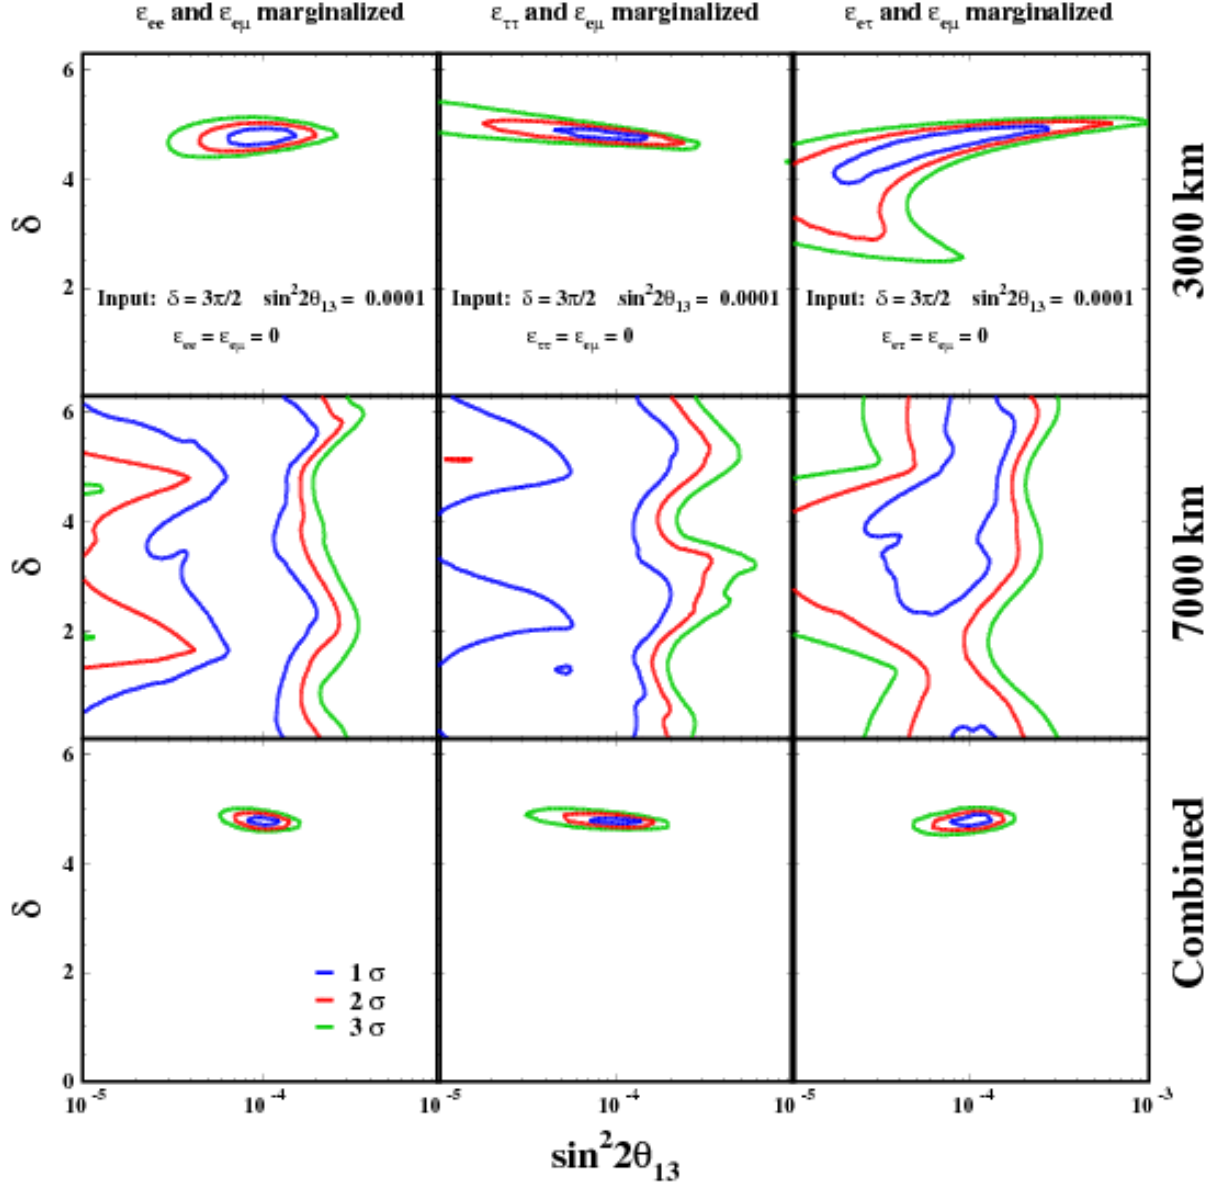 ε_ee and ε_eμ marginalized
ε_ττ and ε_eμ marginalized
ε_eτ and ε_eμ marginalized
6
4
2
δ
Input: δ = 3π/2 sin²2θ₁₃ = 0.0001
ε_ee = ε_eμ = 0
Input: δ = 3π/2 sin²2θ₁₃ = 0.0001
ε_ττ = ε_eμ = 0
Input: δ = 3π/2 sin²2θ₁₃ = 0.0001
ε_eτ = ε_eμ = 0
3000 km
6
4
2
δ
7000 km
6
4
2
0
δ
1 σ
2 σ
3 σ
Combined
10⁻⁵
10⁻⁴
10⁻⁵
10⁻⁴
10⁻⁵
10⁻⁴
10⁻³
sin²2θ₁₃